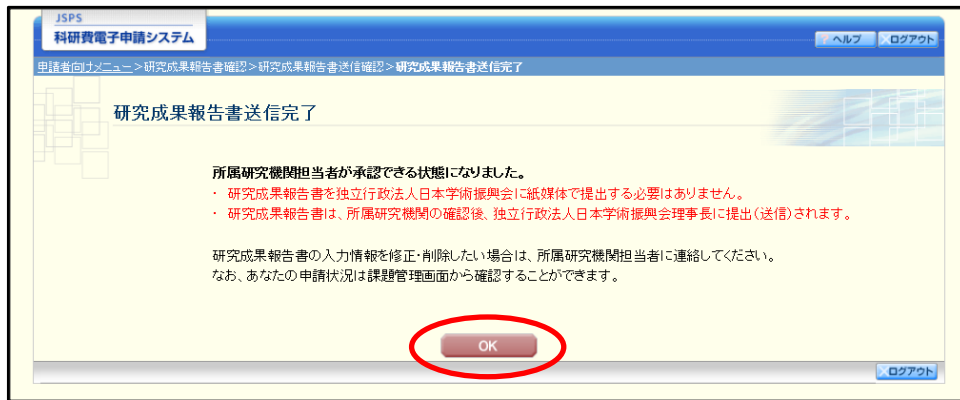 JSPS
科研費電子申請システム
ヘルプ
ログアウト
申請者向けメニュー>研究成果報告書確認>研究成果報告書送信確認>研究成果報告書送信完了
研究成果報告書送信完了
所属研究機関担当者が承認できる状態になりました。
・ 研究成果報告書を独立行政法人日本学術振興会に紙媒体で提出する必要はありません。
・ 研究成果報告書は、所属研究機関の確認後、独立行政法人日本学術振興会理事長に提出(送信)されます。
研究成果報告書の入力情報を修正・削除したい場合は、所属研究機関担当者に連絡してください。
なお、あなたの申請状況は課題管理画面から確認することができます。
OK
ログアウト